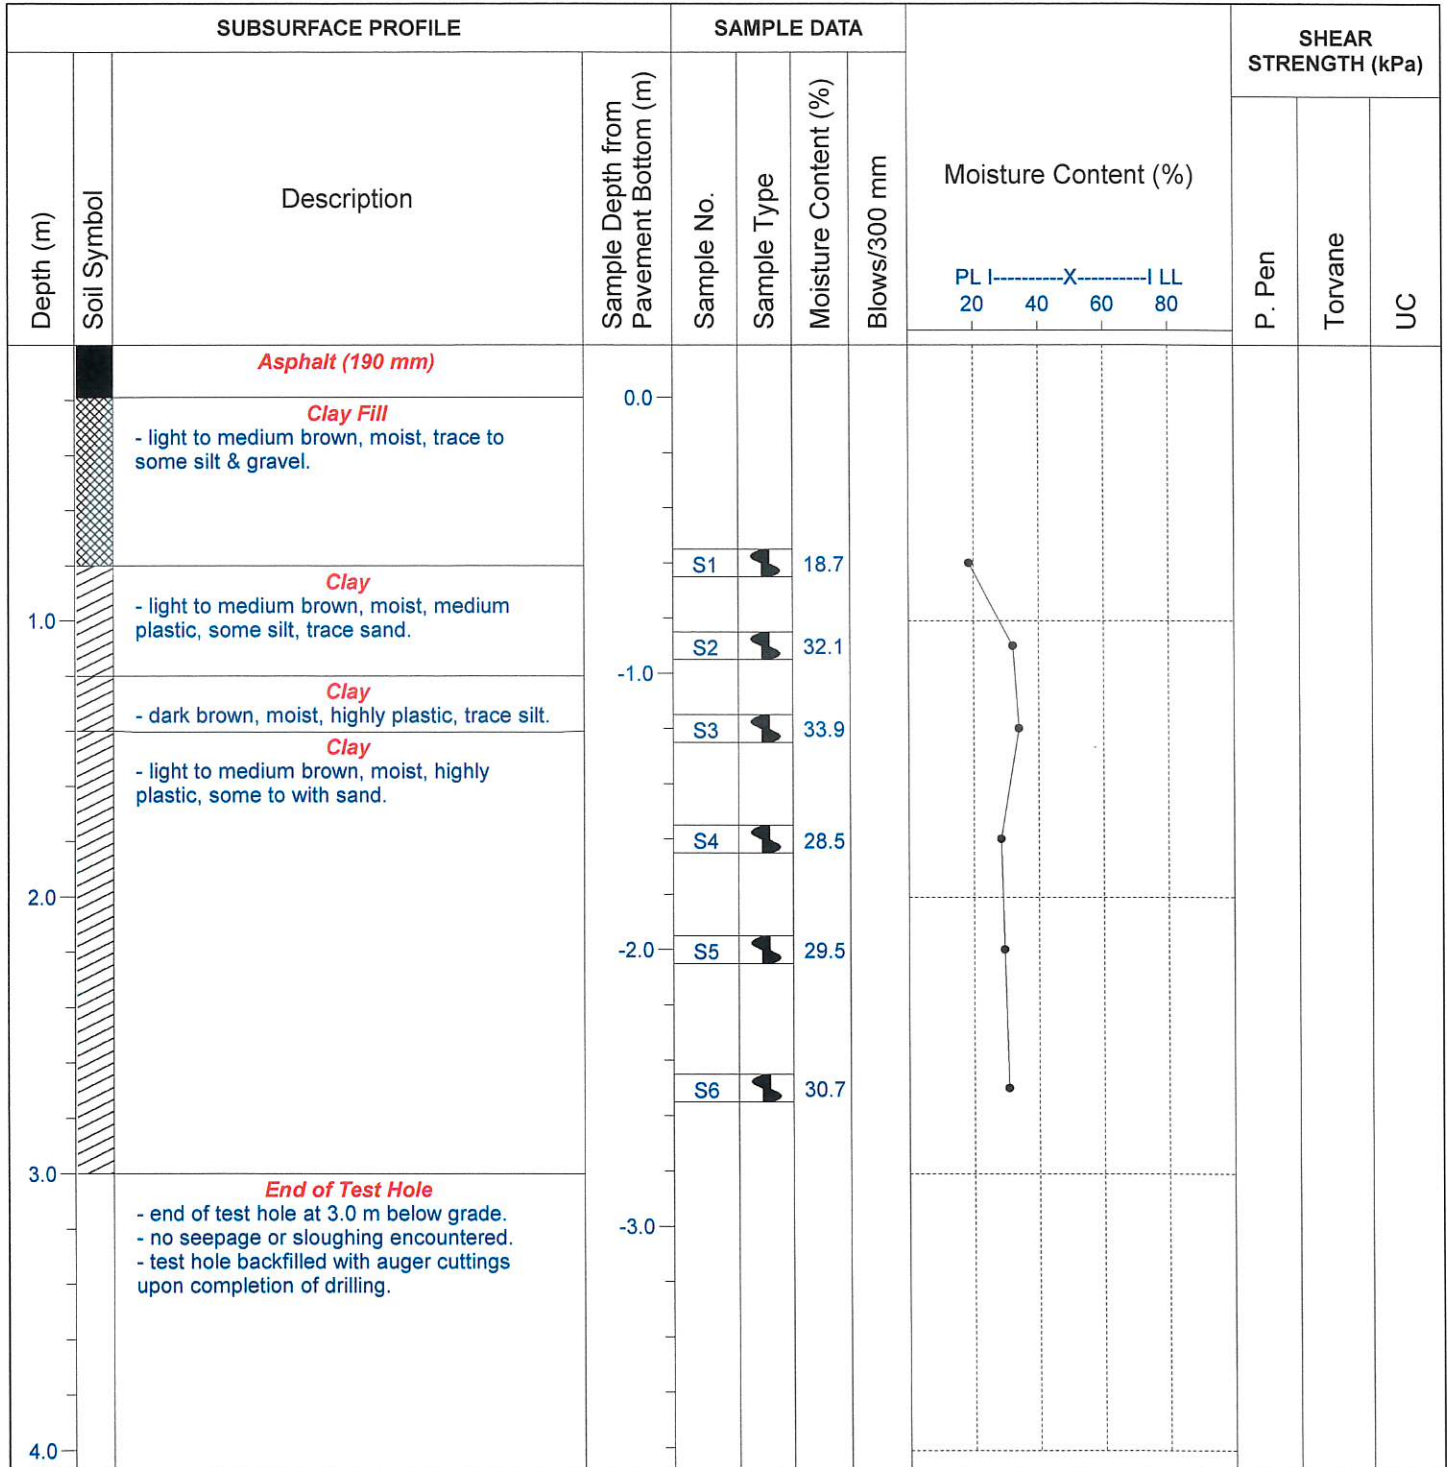 SUBSURFACE PROFILE
SAMPLE DATA
SHEAR
STRENGTH (kPa)
Depth (m)
Soil Symbol
Description
Sample Depth from
Pavement Bottom (m)
Sample No.
Sample Type
Moisture Content (%)
Blows/300 mm
Moisture Content (%)
PL I----------X----------I LL
20 40 60 80
P. Pen
Torvane
UC
Asphalt (190 mm)
0.0
Clay Fill
- light to medium brown, moist, trace to
some silt & gravel.
S1 18.7
Clay
- light to medium brown, moist, medium
plastic, some silt, trace sand.
1.0
S2 32.1
-1.0
Clay
- dark brown, moist, highly plastic, trace silt.
S3 33.9
Clay
- light to medium brown, moist, highly
plastic, some to with sand.
S4 28.5
2.0
-2.0
S5 29.5
S6 30.7
3.0
End of Test Hole
- end of test hole at 3.0 m below grade.
- no seepage or sloughing encountered.
- test hole backfilled with auger cuttings
upon completion of drilling.
-3.0
4.0